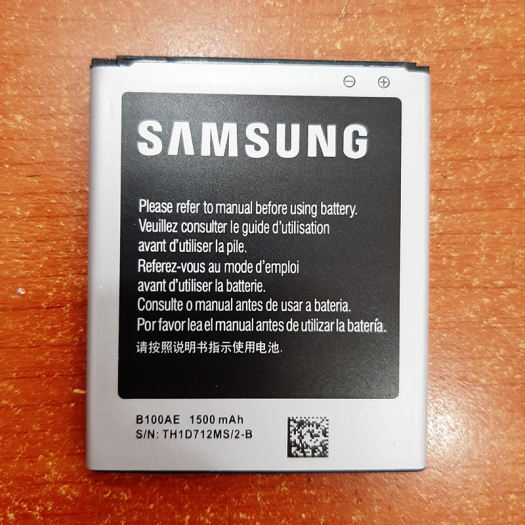 ⊖ ⊕
SAMSUNG
Please refer to manual before using battery.
Veuillez consulter le guide d'utilisation
avant d'utiliser la pile.
Referez-vous au mode d'emploi
avant d'utiliser la batterie.
Consulte o manual antes de usar a bateria.
Por favor lea el manual antes de utilizar la batería.
请按照说明书指示使用电池.
B100AE 1500 mAh
S/N: TH1D712MS/2-B